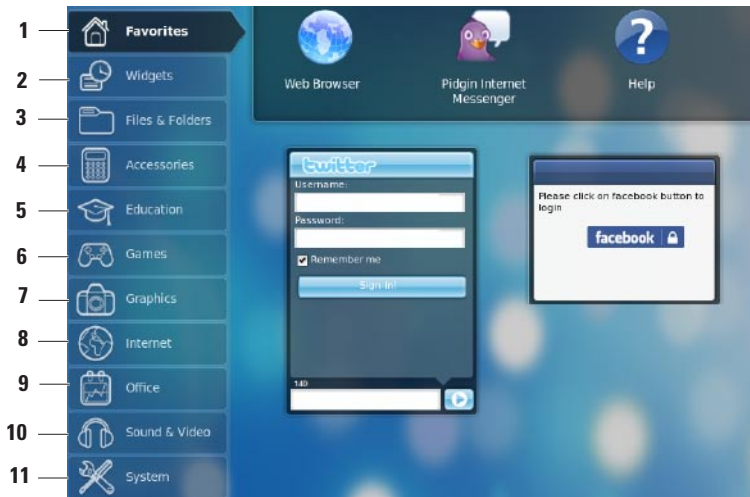 1 Favorites
2 Widgets
3 Files & Folders
4 Accessories
5 Education
6 Games
7 Graphics
8 Internet
9 Office
10 Sound & Video
11 System
Web Browser
Pidgin Internet
Messenger
Help
?
twitter
Username:
Password:
Remember me
Sign In!
140
Please click on facebook button to
login
facebook